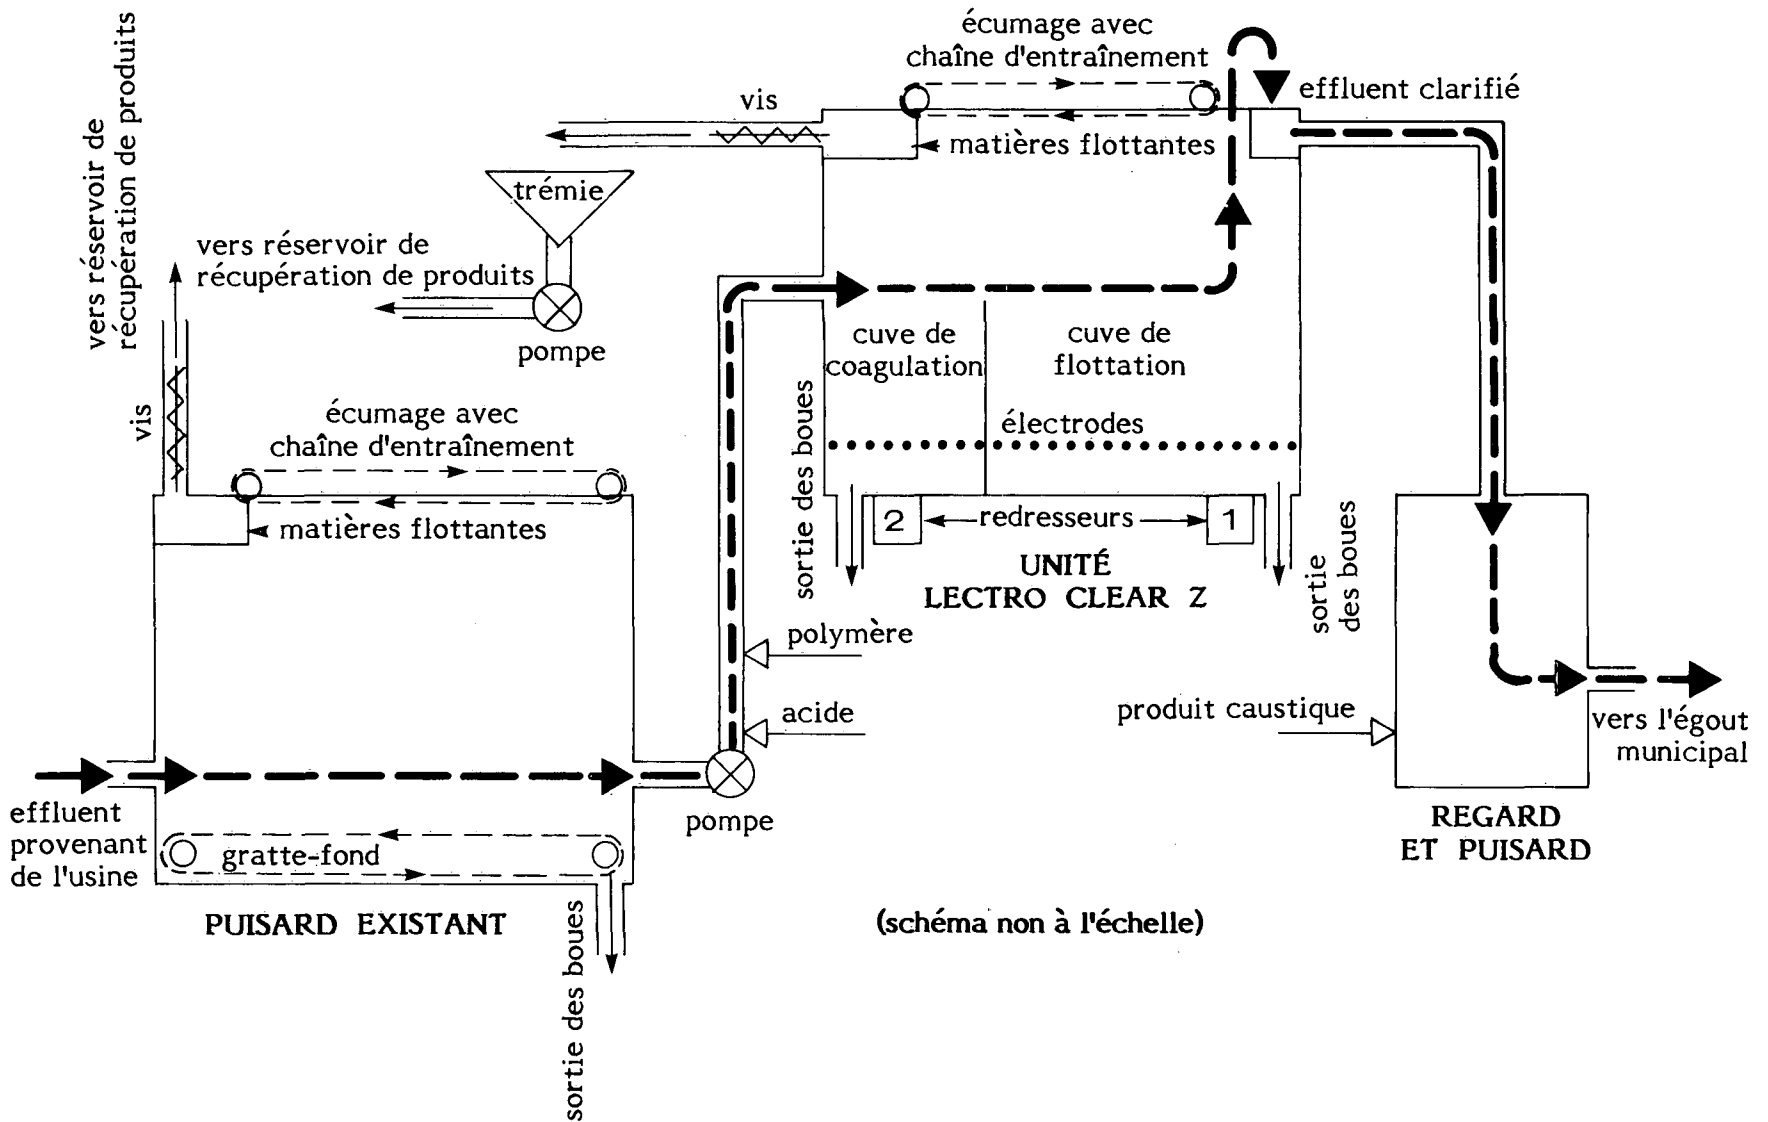 écumage avec
chaîne d'entraînement
effluent clarifié
vis
matières flottantes
vers réservoir de
récupèration de produits
trémie
vers réservoir de
récupération de produits
pompe
cuve de
coagulation
cuve de
flottation
électrodes
vis
écumage avec
chaîne d'entraînement
matières flottantes
sortie des boues
2
redresseurs
1
UNITÉ
LECTRO CLEAR Z
sortie
des boues
polymère
acide
produit caustique
vers l'égout
municipal
effluent
provenant
de l'usine
gratte-fond
pompe
REGARD
ET PUISARD
PUISARD EXISTANT
sortie des boues
(schéma non à l'échelle)